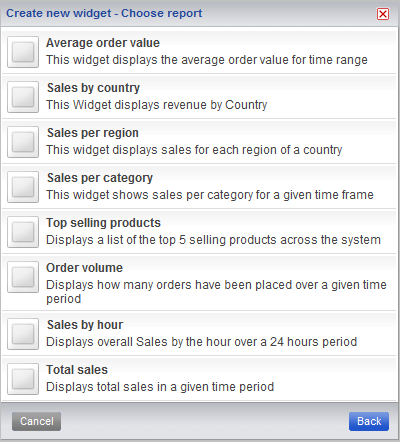 Create new widget - Choose report
Average order value
This widget displays the average order value for time range
Sales by country
This Widget displays revenue by Country
Sales per region
This widget displays sales for each region of a country
Sales per category
This widget shows sales per category for a given time frame
Top selling products
Displays a list of the top 5 selling products across the system
Order volume
Displays how many orders have been placed over a given time
period
Sales by hour
Displays overall Sales by the hour over a 24 hours period
Total sales
Displays total sales in a given time period
Cancel Back